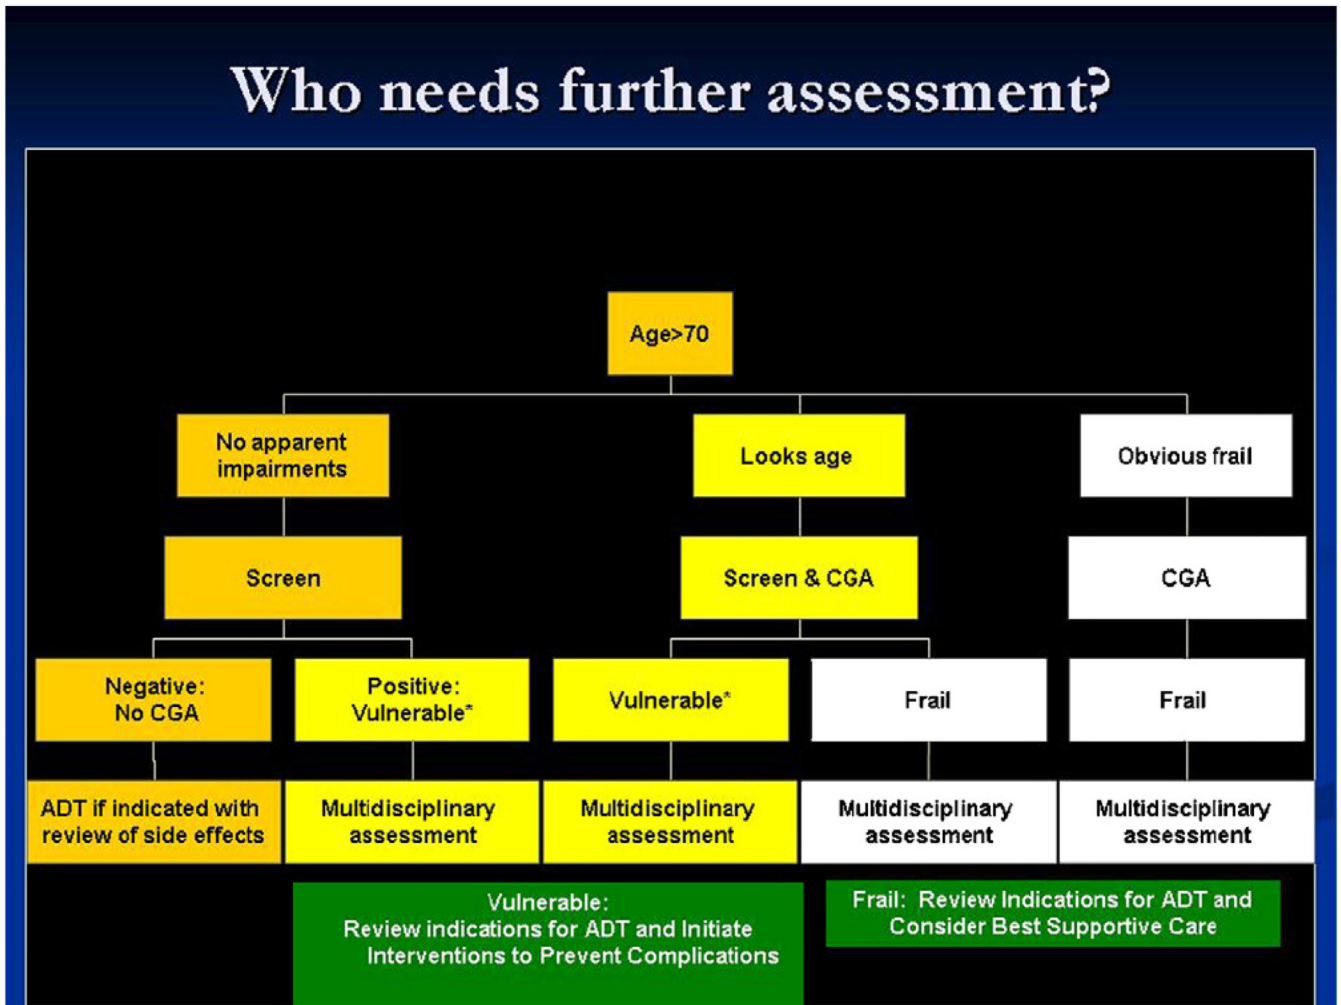 Who needs further assessment?
Age>70
No apparent
impairments
Looks age
Obvious frail
Screen
Screen & CGA
CGA
Negative:
No CGA
Positive:
Vulnerable*
Vulnerable*
Frail
Frail
ADT if indicated with
review of side effects
Multidisciplinary
assessment
Multidisciplinary
assessment
Multidisciplinary
assessment
Multidisciplinary
assessment
Vulnerable:
Review indications for ADT and Initiate
Interventions to Prevent Complications
Frail: Review Indications for ADT and
Consider Best Supportive Care